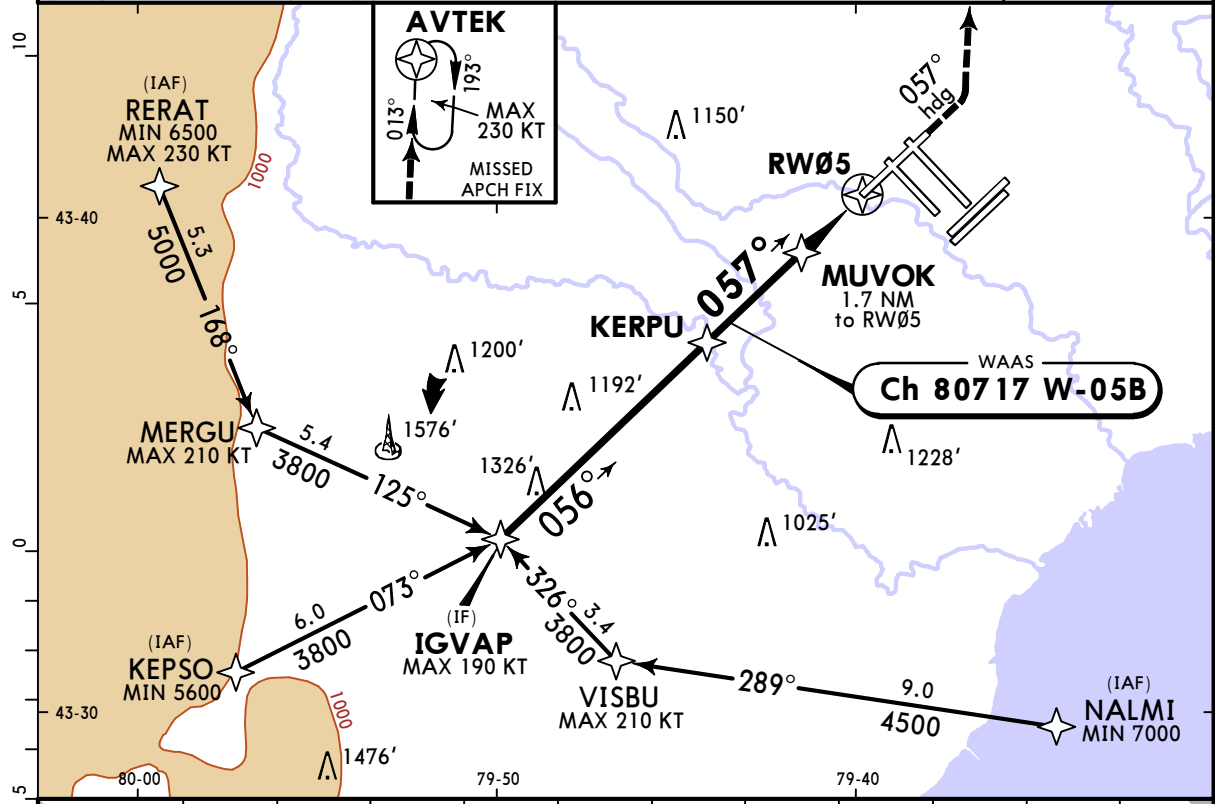 AVTEK
013°
193°
MAX
230 KT
MISSED
APCH FIX
10
(IAF)
RERAT
MIN 6500
MAX 230 KT
1000
1150'
057°
hdg
RWØ5
43-40
5.3
5000
168°
057°
MUVOK
1.7 NM
to RWØ5
5
KERPU
1200'
1192'
WAAS
Ch 80717 W-05B
MERGU
MAX 210 KT
5.4
3800
125°
1576'
1326'
056°
1228'
1025'
0
6.0
3800
073°
(IF)
IGVAP
MAX 190 KT
326°
3.4
3800
(IAF)
KEPSO
MIN 5600
VISBU
MAX 210 KT
289°
9.0
4500
(IAF)
NALMI
MIN 7000
43-30
1000
1476'
5
80-00
79-50
79-40